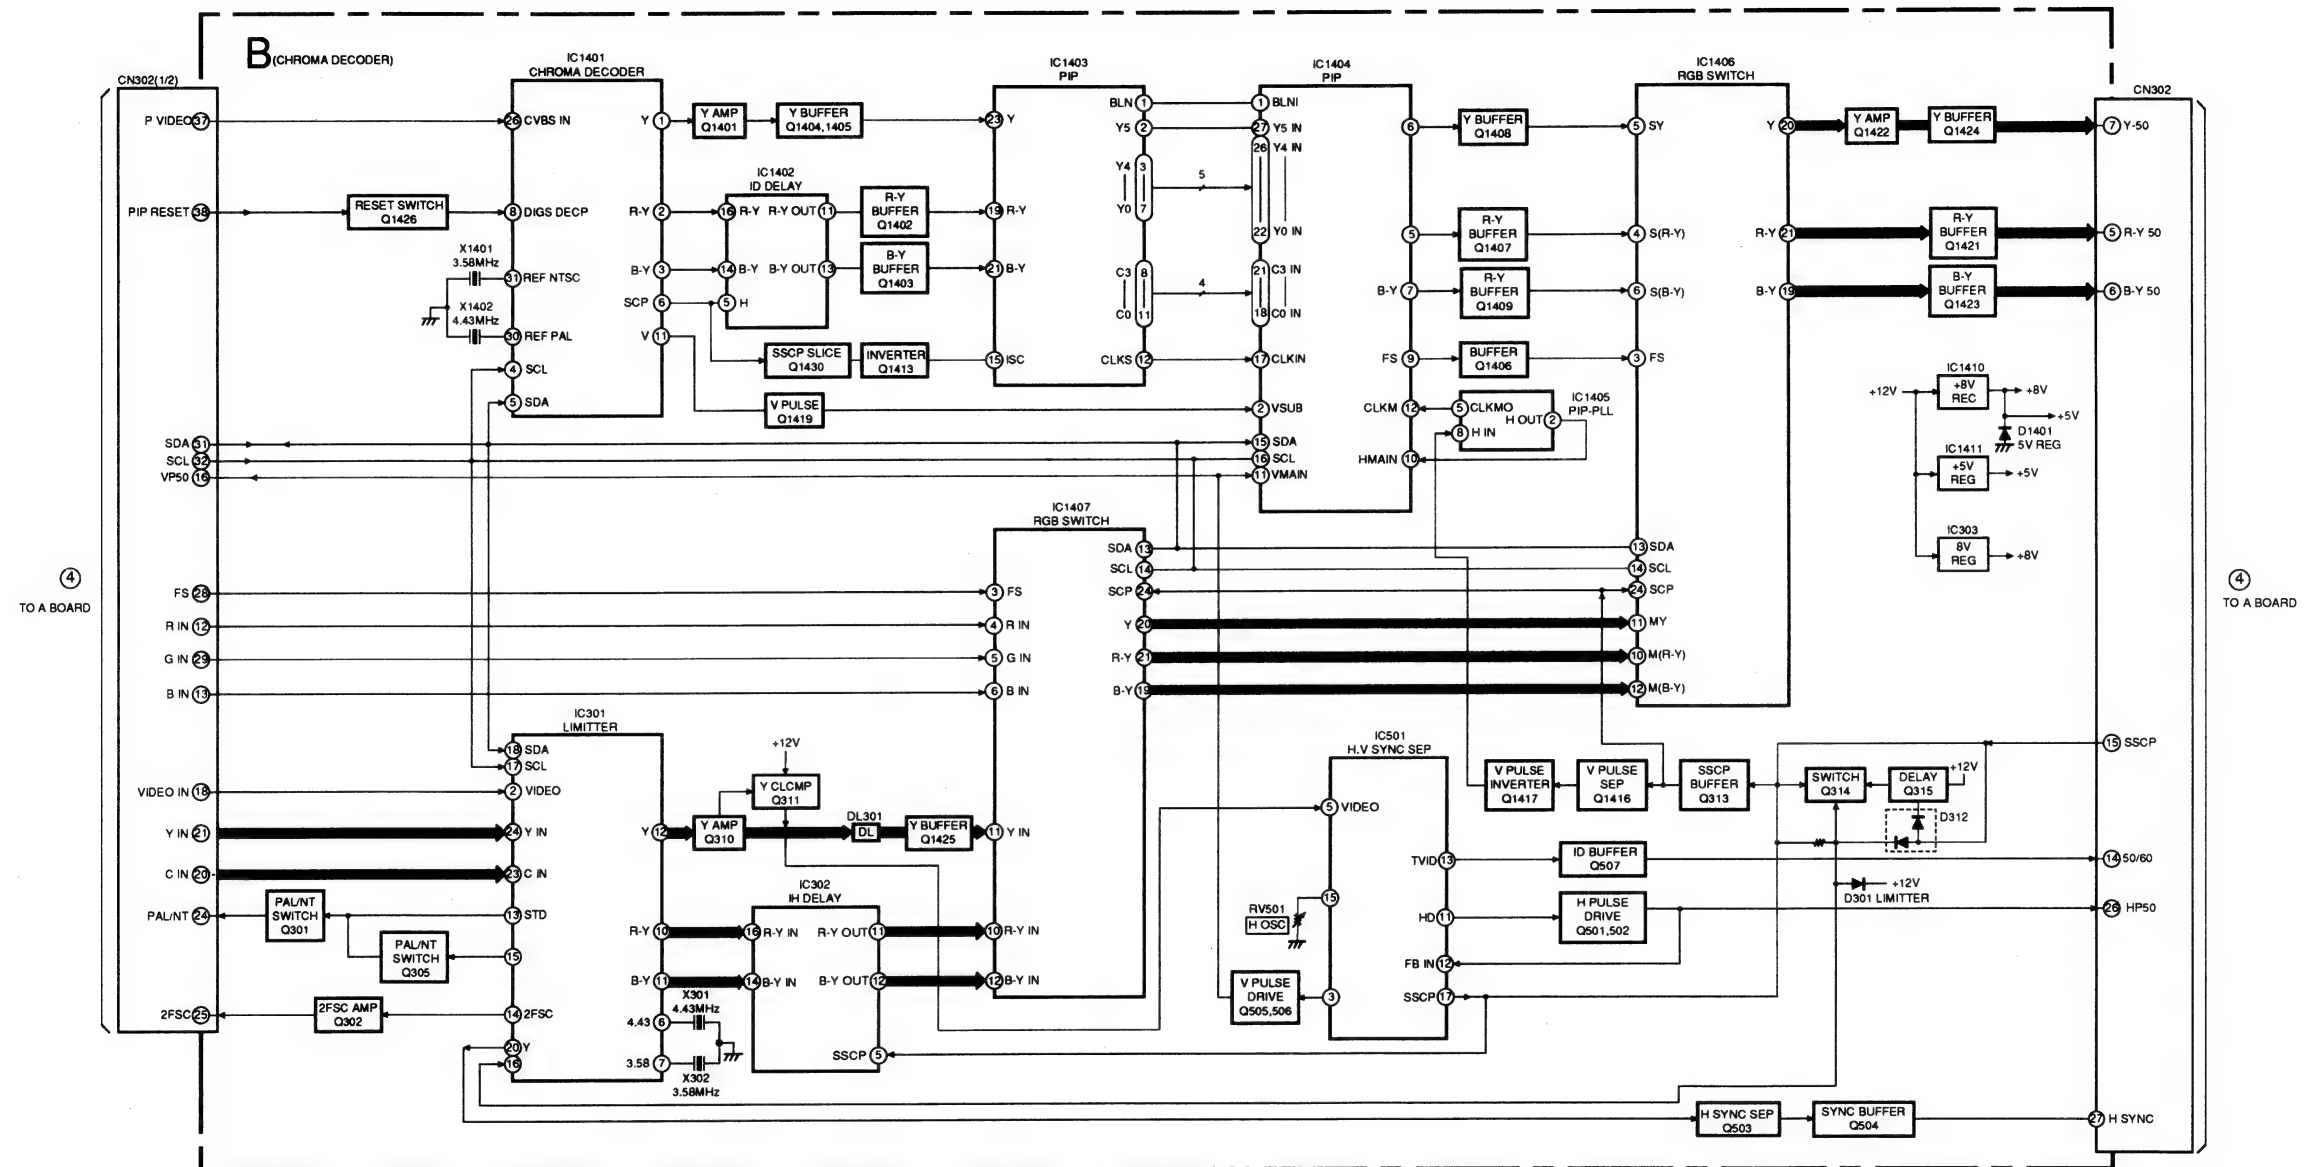 B (CHROMA DECODER)
CN302(1/2)
P VIDEO 37
PIP RESET 38
SDA 31
SCL 32
VP50 16
FS 28
R IN 12
G IN 29
B IN 13
VIDEO IN 18
Y IN 21
C IN 20
PAL/NT 24
2FSC 25
4
TO A BOARD
RESET SWITCH
Q1426
X1401
3.58MHz
X1402
4.43MHz
IC1401
CHROMA DECODER
26 CVBS IN
8 DIGS DECP
31 REF NTSC
30 REF PAL
4 SCL
5 SDA
Y 1
R-Y 2
B-Y 3
SCP 6
V 11
Y AMP
Q1401
Y BUFFER
Q1404,1405
IC1402
ID DELAY
16 R-Y
R-Y OUT 11
14 B-Y
B-Y OUT 13
5 H
R-Y
BUFFER
Q1402
B-Y
BUFFER
Q1403
SSCP SLICE
Q1430
INVERTER
Q1413
V PULSE
Q1419
IC1403
PIP
23 Y
19 R-Y
21 B-Y
15 ISC
BLN 1
Y5 2
Y4 3
Y0 7
C3 8
C0 11
CLKS 12
5
4
IC1404
PIP
1 BLNI
27 Y5 IN
26 Y4 IN
22 Y0 IN
21 C3 IN
18 C0 IN
17 CLKIN
2 VSUB
15 SDA
16 SCL
11 VMAIN
6
5
B-Y 7
FS 9
CLKM 12
HMAIN 10
Y BUFFER
Q1408
R-Y
BUFFER
Q1407
R-Y
BUFFER
Q1409
BUFFER
Q1406
IC1405
PIP-PLL
5 CLKMO
H OUT 2
8 H IN
IC1406
RGB SWITCH
5 SY
4 S(R-Y)
6 S(B-Y)
3 FS
13 SDA
14 SCL
24 SCP
11 MY
10 M(R-Y)
12 M(B-Y)
Y 20
R-Y 21
B-Y 19
Y AMP
Q1422
Y BUFFER
Q1424
R-Y
BUFFER
Q1421
B-Y
BUFFER
Q1423
+12V
IC1410
+8V
REC
+8V
+5V
D1401
5V REG
IC1411
+5V
REG
+5V
IC303
8V
REG
+8V
CN302
7 Y-50
5 R-Y 50
6 B-Y 50
15 SSCP
14 50/60
26 HP50
27 H SYNC
4
TO A BOARD
IC1407
RGB SWITCH
3 FS
4 R IN
5 G IN
6 B IN
11 Y IN
10 R-Y IN
12 B-Y IN
SDA 13
SCL 14
SCP 24
Y 20
R-Y 21
B-Y 19
IC301
LIMITTER
18 SDA
17 SCL
2 VIDEO
24 Y IN
23 C IN
13 STD
15
14 2FSC
20 Y
16
Y 12
R-Y 10
B-Y 11
4.43 6
3.58 7
PAL/NT
SWITCH
Q301
PAL/NT
SWITCH
Q305
2FSC AMP
Q302
+12V
Y CLCMP
Q311
Y AMP
Q310
DL301
DL
Y BUFFER
Q1425
X301
4.43MHz
X302
3.58MHz
IC302
IH DELAY
16 R-Y IN
R-Y OUT 11
14 B-Y IN
B-Y OUT 12
SSCP 5
IC501
H.V SYNC SEP
5 VIDEO
15
3
TVID 13
HD 11
FB IN 12
SSCP 17
RV501
H OSC
V PULSE
DRIVE
Q505,506
V PULSE
INVERTER
Q1417
V PULSE
SEP
Q1416
SSCP
BUFFER
Q313
SWITCH
Q314
DELAY
Q315
+12V
D312
ID BUFFER
Q507
H PULSE
DRIVE
Q501,502
+12V
D301 LIMITTER
H SYNC SEP
Q503
SYNC BUFFER
Q504